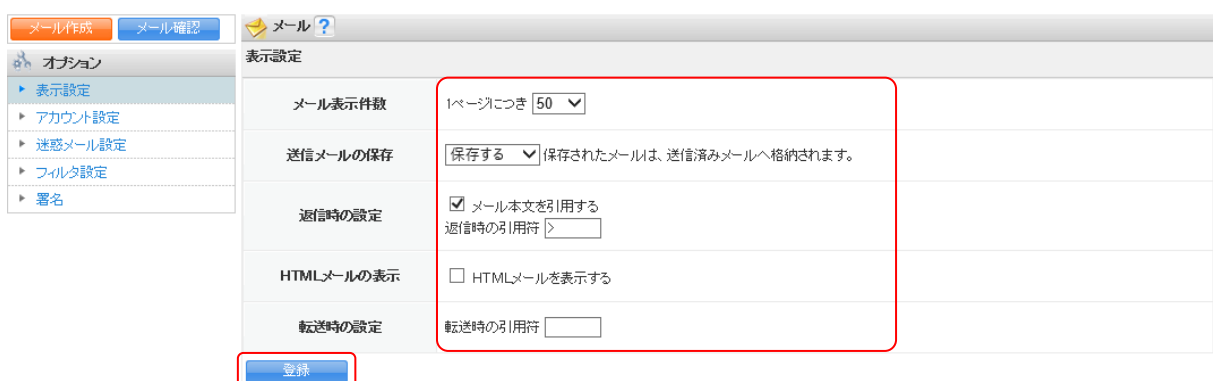 メール作成 メール確認
オプション
表示設定
アカウント設定
迷惑メール設定
フィルタ設定
署名
メール ?
表示設定
メール表示件数 1ページにつき 50
送信メールの保存 保存する 保存されたメールは、送信済みメールへ格納されます。
返信時の設定 メール本文を引用する
返信時の引用符 >
HTMLメールの表示 HTMLメールを表示する
転送時の設定 転送時の引用符
登録